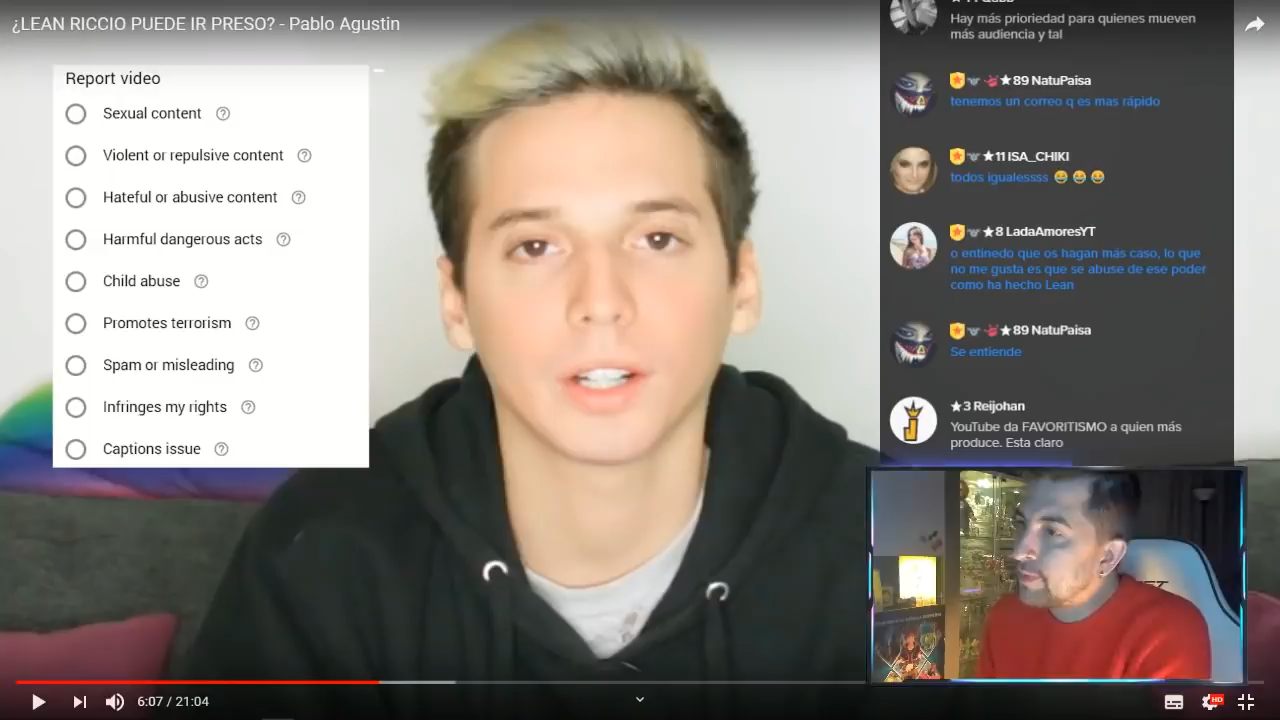 ¿LEAN RICCIO PUEDE IR PRESO? - Pablo Agustin
Report video
Sexual content
Violent or repulsive content
Hateful or abusive content
Harmful dangerous acts
Child abuse
Promotes terrorism
Spam or misleading
Infringes my rights
Captions issue
Hay más prioriedad para quienes mueven
más audiencia y tal
★89 NatuPaisa
tenemos un correo q es mas rápido
★11 ISA_CHIKI
todos igualessss 😂 😂 😂
★8 LadaAmoresYT
o entinedo que os hagan más caso, lo que
no me gusta es que se abuse de ese poder
como ha hecho Lean
★89 NatuPaisa
Se entiende
★3 Reijohan
YouTube da FAVORITISMO a quien más
produce. Esta claro
6:07 / 21:04
HD